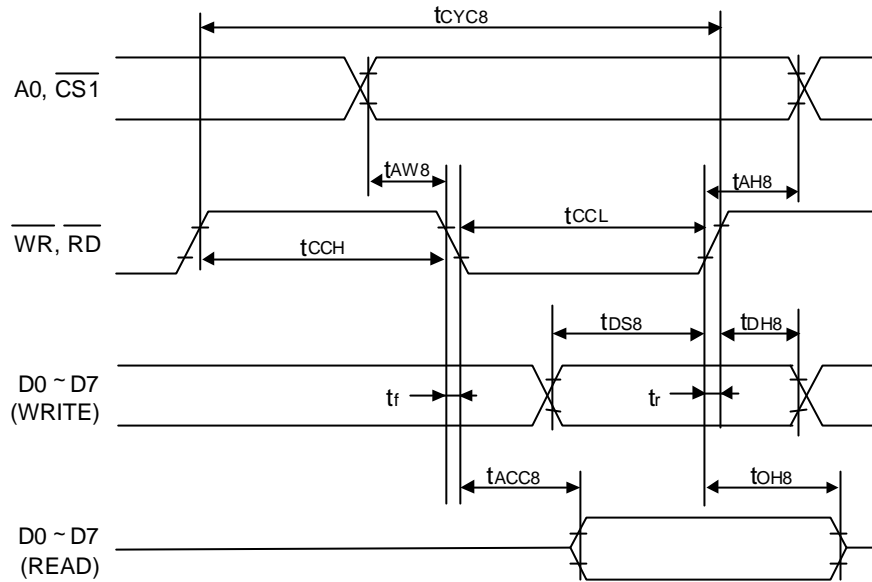 tCYC8
A0, CS1
tAW8
tAH8
WR, RD
tCCL
tCCH
tDS8
tDH8
D0 ~ D7
(WRITE)
tf
tr
tACC8
tOH8
D0 ~ D7
(READ)